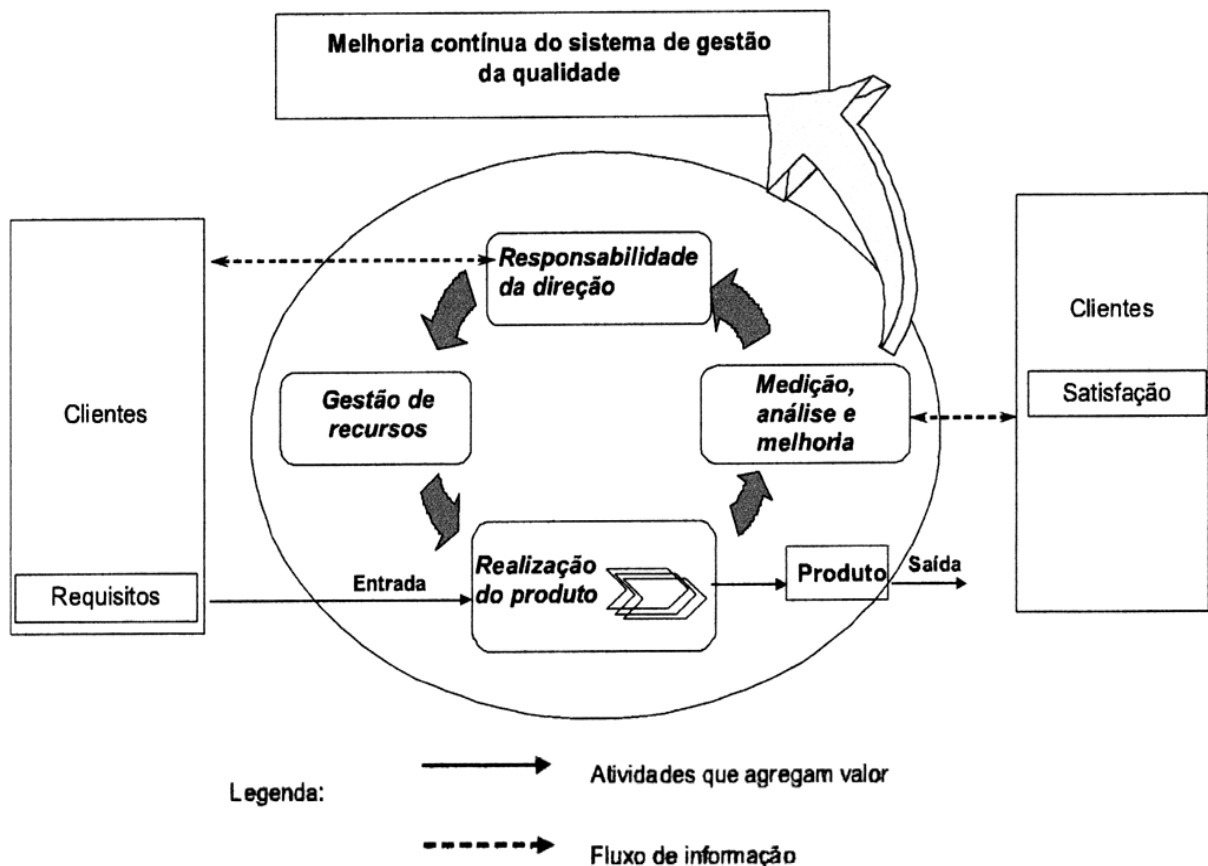 Melhoria contínua do sistema de gestão
da qualidade
Responsabilidade
da direção
Clientes
Gestão de
recursos
Medição,
análise e
melhoria
Clientes
Satisfação
Requisitos
Entrada
Realização
do produto
Produto
Saída
Legenda:
Atividades que agregam valor
Fluxo de informação